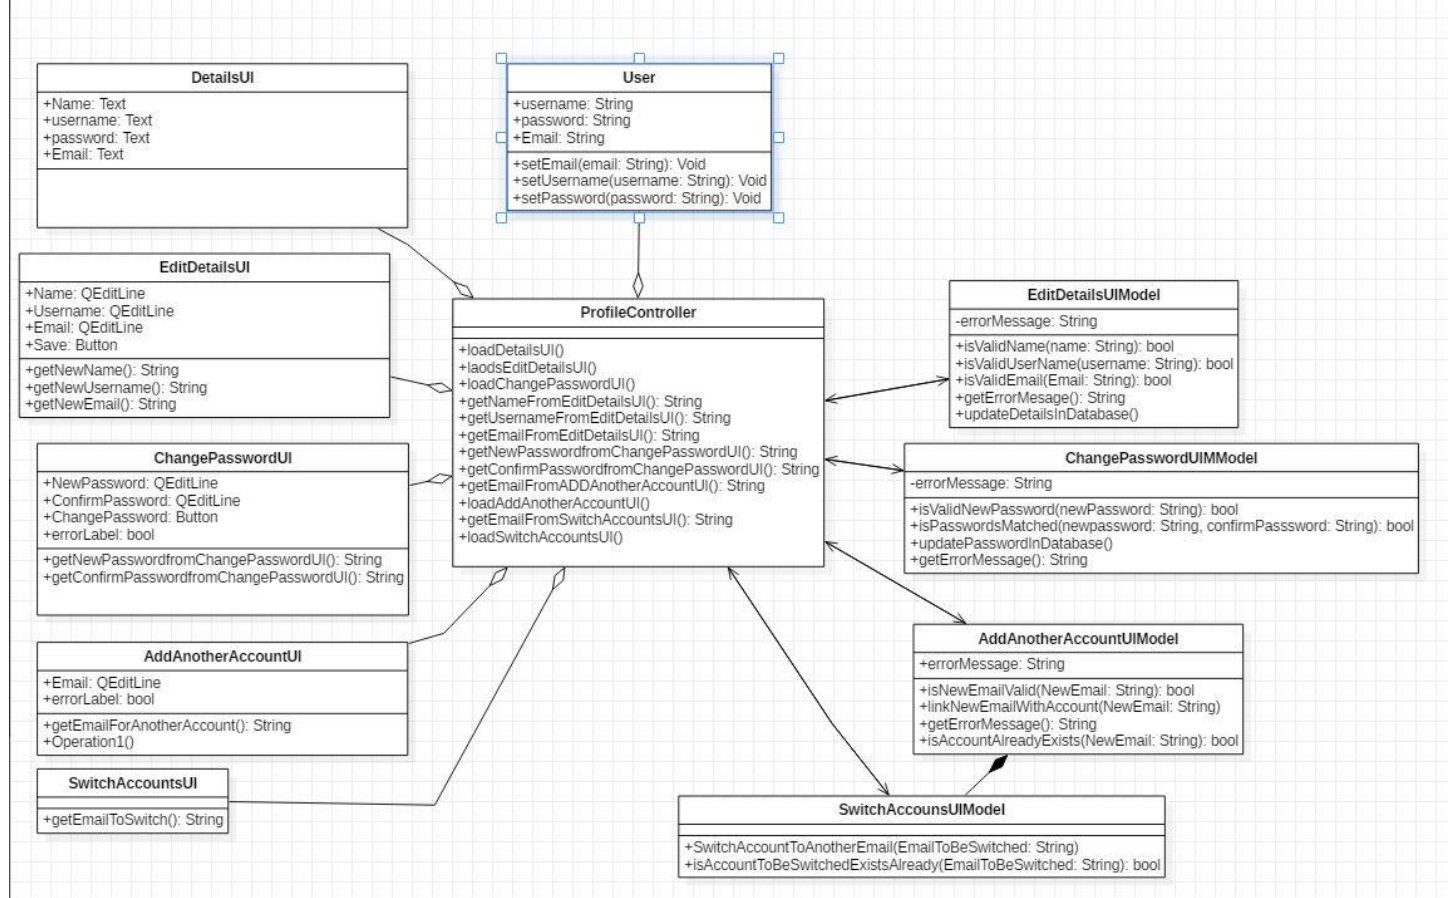 DetailsUI
+Name: Text
+username: Text
+password: Text
+Email: Text
User
+username: String
+password: String
+Email: String
+setEmail(email: String): Void
+setUsername(username: String): Void
+setPassword(password: String): Void
EditDetailsUI
+Name: QEditLine
+Username: QEditLine
+Email: QEditLine
+Save: Button
+getNewName(): String
+getNewUsername(): String
+getNewEmail(): String
ProfileController
+loadDetailsUI()
+laodsEditDetailsUI()
+loadChangePasswordUI()
+getNameFromEditDetailsUI(): String
+getUsernameFromEditDetailsUI(): String
+getEmailFromEditDetailsUI(): String
+getNewPasswordfromChangePasswordUI(): String
+getConfirmPasswordfromChangePasswordUI(): String
+getEmailFromADDAnotherAccountUI(): String
+loadAddAnotherAccountUI()
+getEmailFromSwitchAccountsUI(): String
+loadSwitchAccountsUI()
EditDetailsUIModel
-errorMessage: String
+isValidName(name: String): bool
+isValidUserName(username: String): bool
+isValidEmail(Email: String): bool
+getErrorMesage(): String
+updateDetailsInDatabase()
ChangePasswordUI
+NewPassword: QEditLine
+ConfirmPassword: QEditLine
+ChangePassword: Button
+errorLabel: bool
+getNewPasswordfromChangePasswordUI(): String
+getConfirmPasswordfromChangePasswordUI(): String
ChangePasswordUIMModel
-errorMessage: String
+isValidNewPassword(newPassword: String): bool
+isPasswordsMatched(newpassword: String, confirmPasssword: String): bool
+updatePasswordInDatabase()
+getErrorMessage(): String
AddAnotherAccountUI
+Email: QEditLine
+errorLabel: bool
+getEmailForAnotherAccount(): String
+Operation1()
AddAnotherAccountUIModel
+errorMessage: String
+isNewEmailValid(NewEmail: String): bool
+linkNewEmailWithAccount(NewEmail: String)
+getErrorMessage(): String
+isAccountAlreadyExists(NewEmail: String): bool
SwitchAccountsUI
+getEmailToSwitch(): String
SwitchAccounsUIModel
+SwitchAccountToAnotherEmail(EmailToBeSwitched: String)
+isAccountToBeSwitchedExistsAlready(EmailToBeSwitched: String): bool